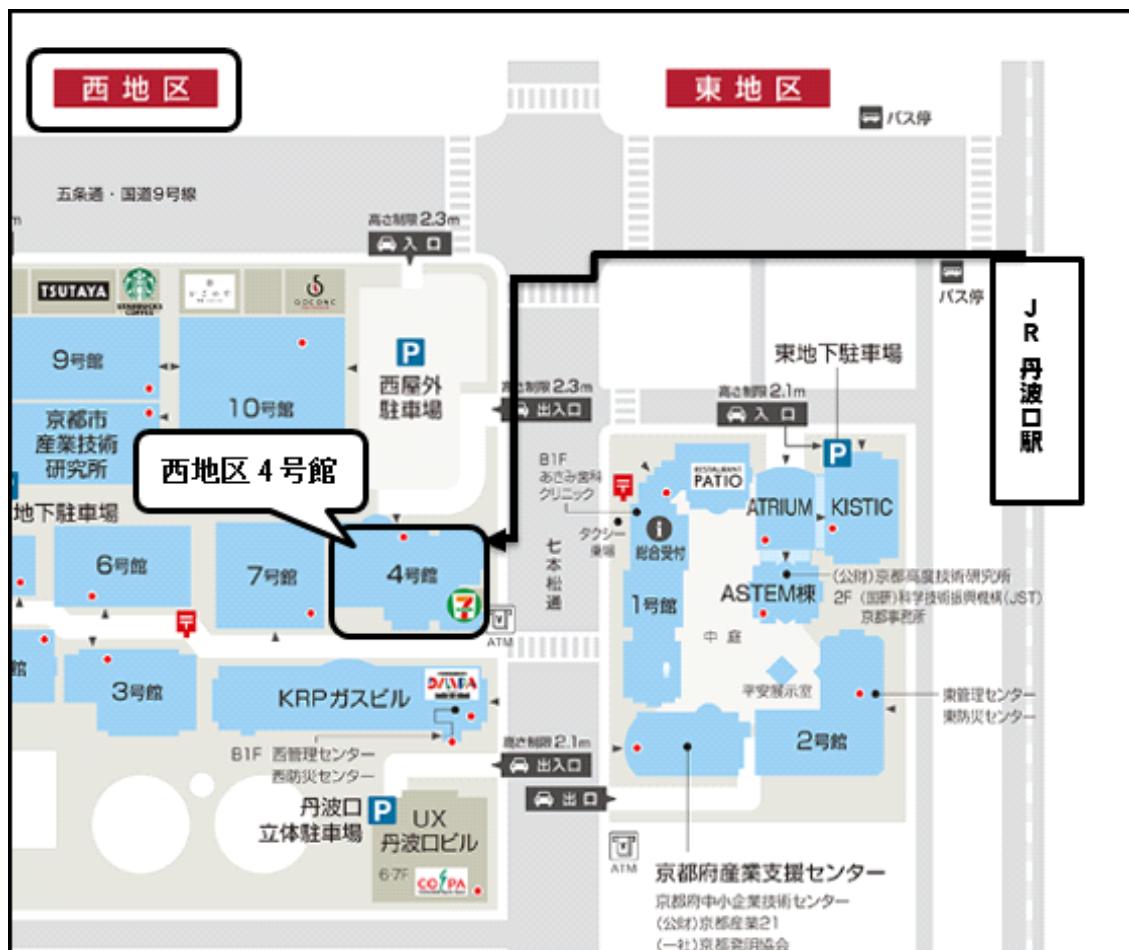 西地区
東地区
バス停
五条通・国道9号線
m
高さ制限2.3m
入口
バス停
JR 丹波口駅
TSUTAYA
STARBUCKS COFFEE
9号館
10号館
P
西屋外
駐車場
高さ制限2.3m
出入口
東地下駐車場
高さ制限2.1m
入口
P
京都市
産業技術
研究所
西地区4号館
B1F
あさみ歯科
クリニック
RESTAURANT
PATIO
ATRIUM
KISTIC
地下駐車場
タクシー
乗場
総合受付
七本松通
6号館
7号館
4号館
7
ATM
1号館
ASTEM棟
(公財)京都高度技術研究所
2F (国研)科学技術振興機構(JST)
京都事務所
中庭
号館
3号館
KRPガスビル
平安展示室
東管理センター
東防災センター
2号館
B1F 西管理センター
西防災センター
高さ制限2.1m
出入口
出口
丹波口
立体駐車場
P
UX
丹波口ビル
6·7F
COSPA
ATM
京都府産業支援センター
京都府中小企業技術センター
(公財)京都産業21
(一社)京都発明協会